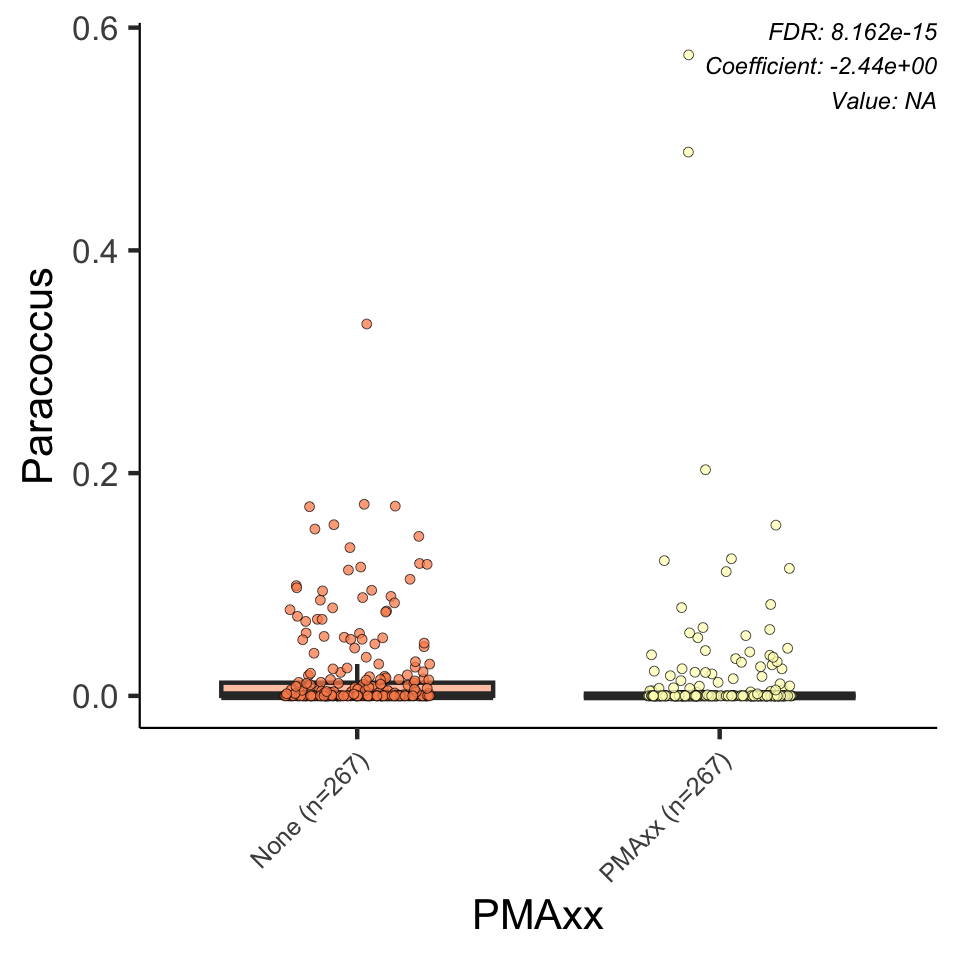 FDR: 8.162e-15
Coefficient: -2.44e+00
Value: NA
0.6
0.4
0.2
0.0
Paracoccus
None (n=267)
PMAxx (n=267)
PMAxx